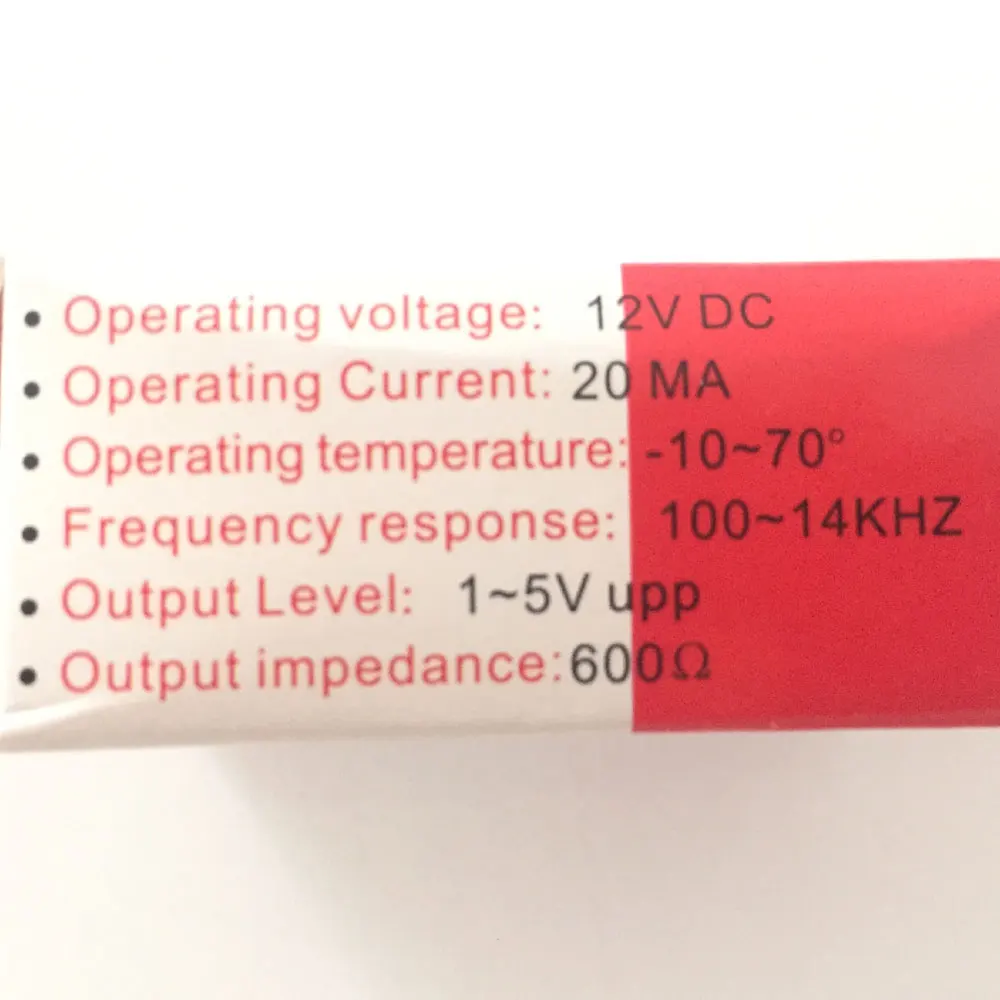 • Operating voltage: 12V DC
• Operating Current: 20 MA
• Operating temperature: -10~70°
• Frequency response: 100~14KHZ
• Output Level: 1~5V upp
• Output impedance:600Ω